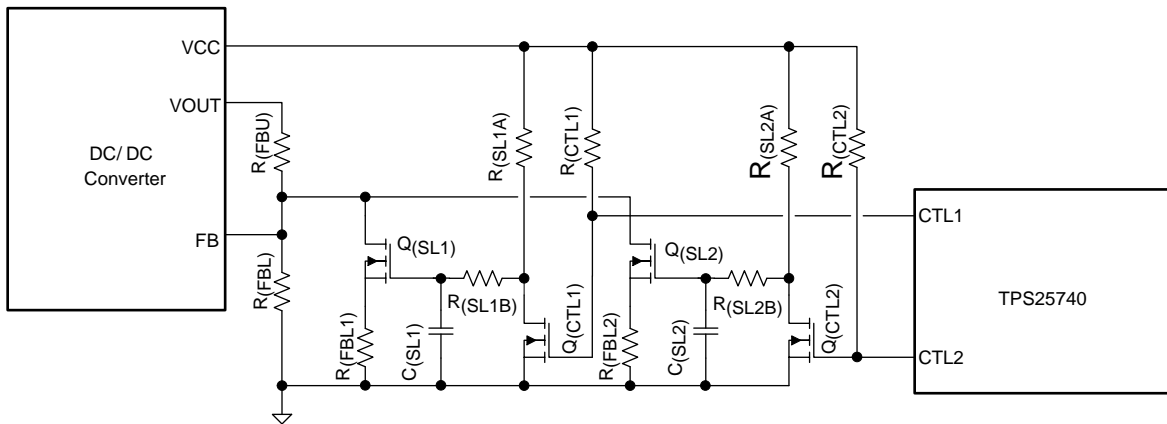 VCC
VOUT
DC/ DC
Converter
FB
R(FBU)
R(FBL)
R(SL1A)
R(CTL1)
R(SL2A)
R(CTL2)
Q(SL1)
R(SL1B)
Q(CTL1)
R(FBL1)
C(SL1)
Q(SL2)
R(SL2B)
Q(CTL2)
R(FBL2)
C(SL2)
CTL1
TPS25740
CTL2